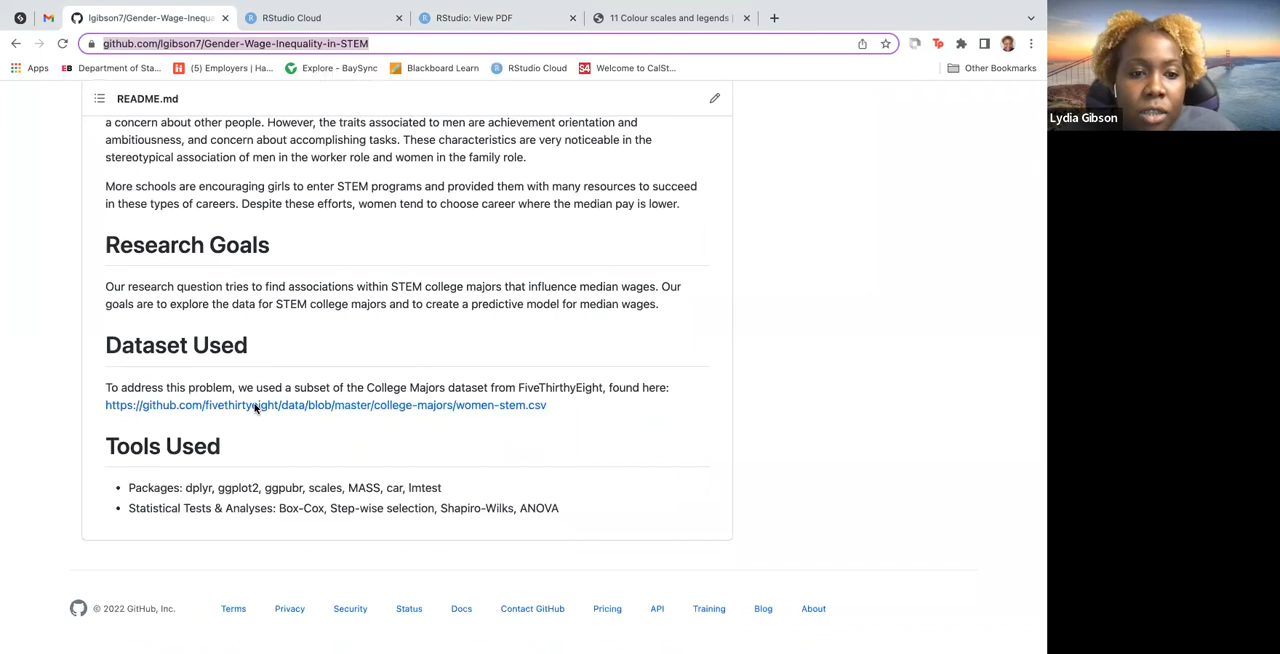 lgibson7/Gender-Wage-Inequa
RStudio Cloud
RStudio: View PDF
11 Colour scales and legends
github.com/lgibson7/Gender-Wage-Inequality-in-STEM
Apps
EB Department of Sta...
(5) Employers | Ha...
Explore - BaySync
Blackboard Learn
RStudio Cloud
S4 Welcome to CalSt...
Other Bookmarks
README.md
a concern about other people. However, the traits associated to men are achievement orientation and
ambitiousness, and concern about accomplishing tasks. These characteristics are very noticeable in the
stereotypical association of men in the worker role and women in the family role.
More schools are encouraging girls to enter STEM programs and provided them with many resources to succeed
in these types of careers. Despite these efforts, women tend to choose career where the median pay is lower.
Research Goals
Our research question tries to find associations within STEM college majors that influence median wages. Our
goals are to explore the data for STEM college majors and to create a predictive model for median wages.
Dataset Used
To address this problem, we used a subset of the College Majors dataset from FiveThirthyEight, found here:
https://github.com/fivethirtyeight/data/blob/master/college-majors/women-stem.csv
Tools Used
• Packages: dplyr, ggplot2, ggpubr, scales, MASS, car, lmtest
• Statistical Tests & Analyses: Box-Cox, Step-wise selection, Shapiro-Wilks, ANOVA
© 2022 GitHub, Inc.
Terms
Privacy
Security
Status
Docs
Contact GitHub
Pricing
API
Training
Blog
About
Lydia Gibson